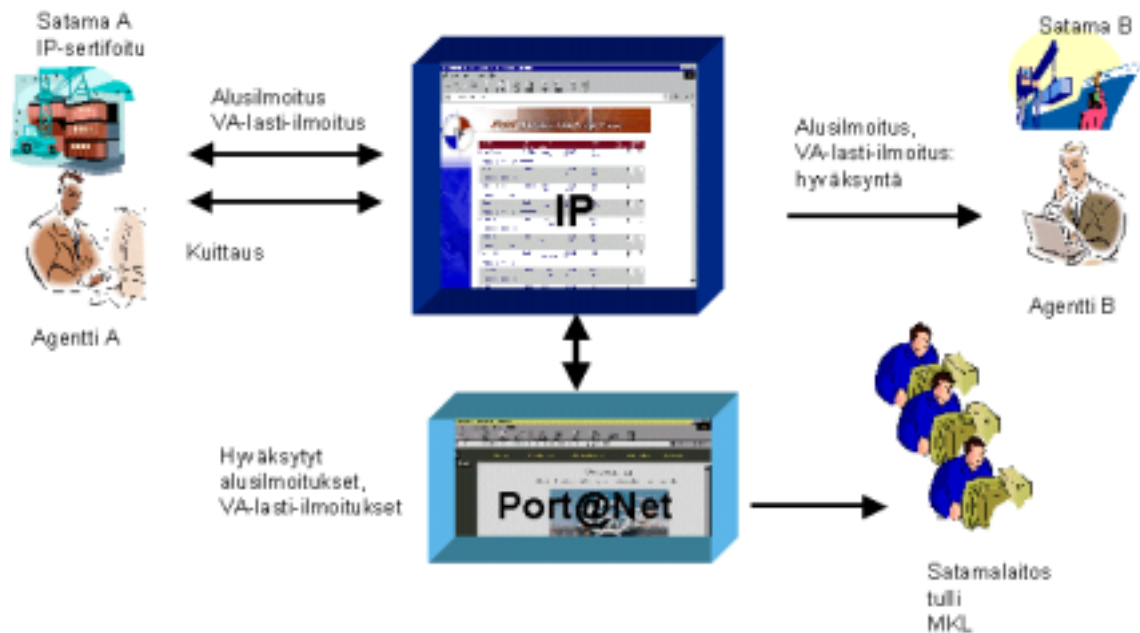 Satama A
IP-sertifoitu
Alusilmoitus
VA-lasti-ilmoitus
Kuittaus
Agentti A
IP
Satama B
Alusilmoitus,
VA-lasti-ilmoitus:
hyväksyntä
Agentti B
Hyväksytyt
alusilmoitukset,
VA-lasti-ilmoitukset
Port@Net
Satamalaitos
tulli
MKL